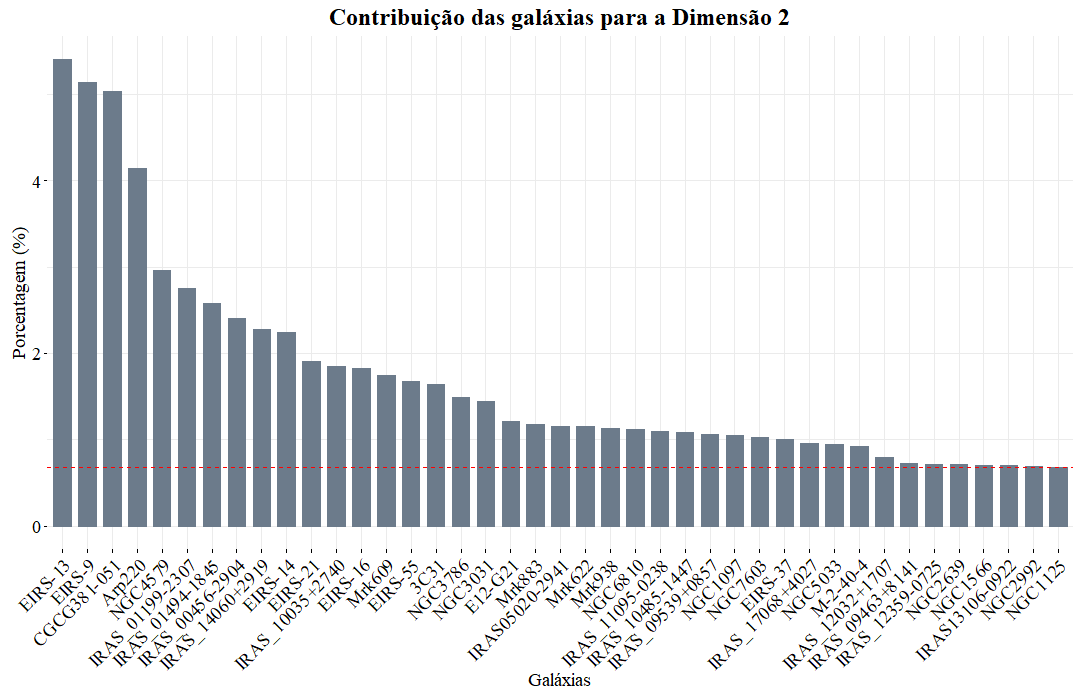 Contribuição das galáxias para a Dimensão 2
Porcentagem (%)
4
2
0
EIRS-13
EIRS-9
CGCG381-051
Arp220
NGC4579
IRAS_01199-2307
IRAS_01494-1845
IRAS_00456-2904
IRAS_14060+2919
EIRS-14
EIRS-21
IRAS_10035+2740
EIRS-16
Mrk609
EIRS-55
3C31
NGC3786
NGC3031
E12-G21
Mrk883
IRAS05020-2941
Mrk622
Mrk938
NGC6810
IRAS_11095-0238
IRAS_10485-1447
IRAS_09539+0857
NGC1097
NGC7603
EIRS-37
IRAS_17068+4027
NGC5033
M-2-40-4
IRAS_12032+1707
IRAS_09463+8141
IRAS_12359-0725
NGC2639
NGC1566
IRAS13106-0922
NGC2992
NGC1125
Galáxias